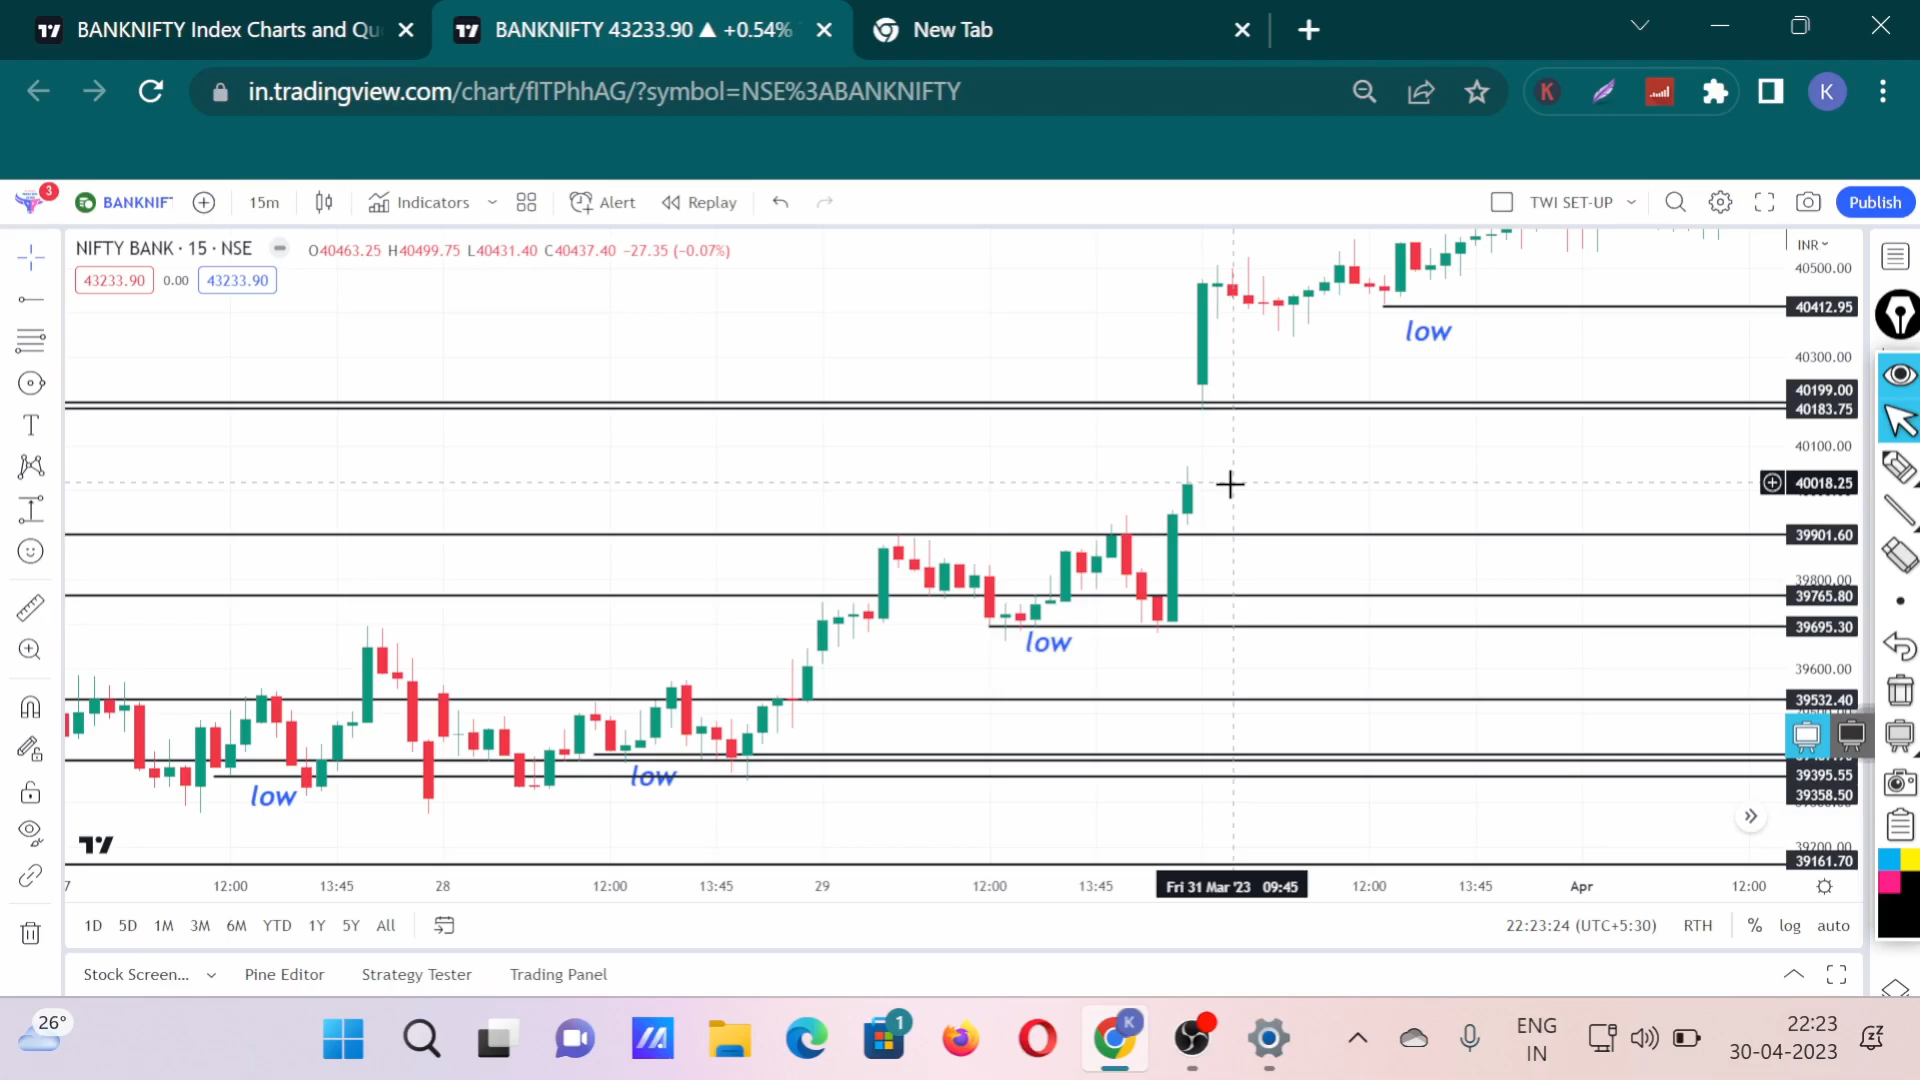 BANKNIFTY Index Charts and Qu
BANKNIFTY 43233.90 ▲ +0.54%
New Tab
in.tradingview.com/chart/flTPhhAG/?symbol=NSE%3ABANKNIFTY
K
K
3
BANKNIF
15m
Indicators
Alert
Replay
TWI SET-UP
Publish
NIFTY BANK · 15 · NSE
O40463.25 H40499.75 L40431.40 C40437.40 −27.35 (−0.07%)
INR
43233.90
0.00
43233.90
40500.00
40412.95
low
40300.00
40199.00
40183.75
40100.00
40018.25
39901.60
39800.00
39765.80
39695.30
low
39600.00
39532.40
39395.55
low
39358.50
low
39200.00
39161.70
12:00
13:45
28
12:00
13:45
29
12:00
13:45
Fri 31 Mar '23 09:45
12:00
13:45
Apr
12:00
1D 5D 1M 3M 6M YTD 1Y 5Y All
22:23:24 (UTC+5:30)
RTH
% log auto
Stock Screen...
Pine Editor
Strategy Tester
Trading Panel
26°
1
K
ENG
IN
22:23
30-04-2023